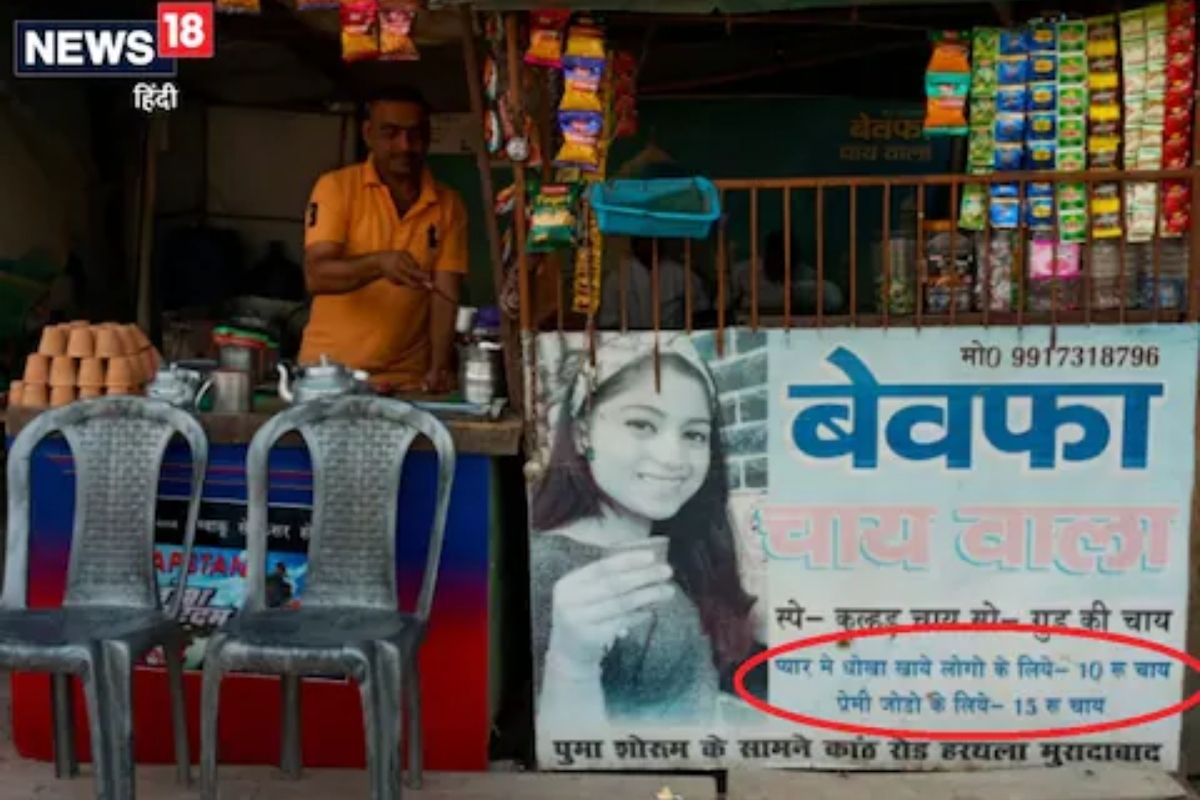 NEWS 18
हिंदी
बेवफा
चाय वाला
मो0 9917318796
बेवफा
चाय वाला
स्पे- कुल्हड़ चाय स्पे- गुड़ की चाय
प्यार मे धोखा खाये लोगो के लिये- 10 रू चाय
प्रेमी जोडो के लिये- 15 रू चाय
पुमा शोरूम के सामने कांठ रोड हरथला मुरादाबाद